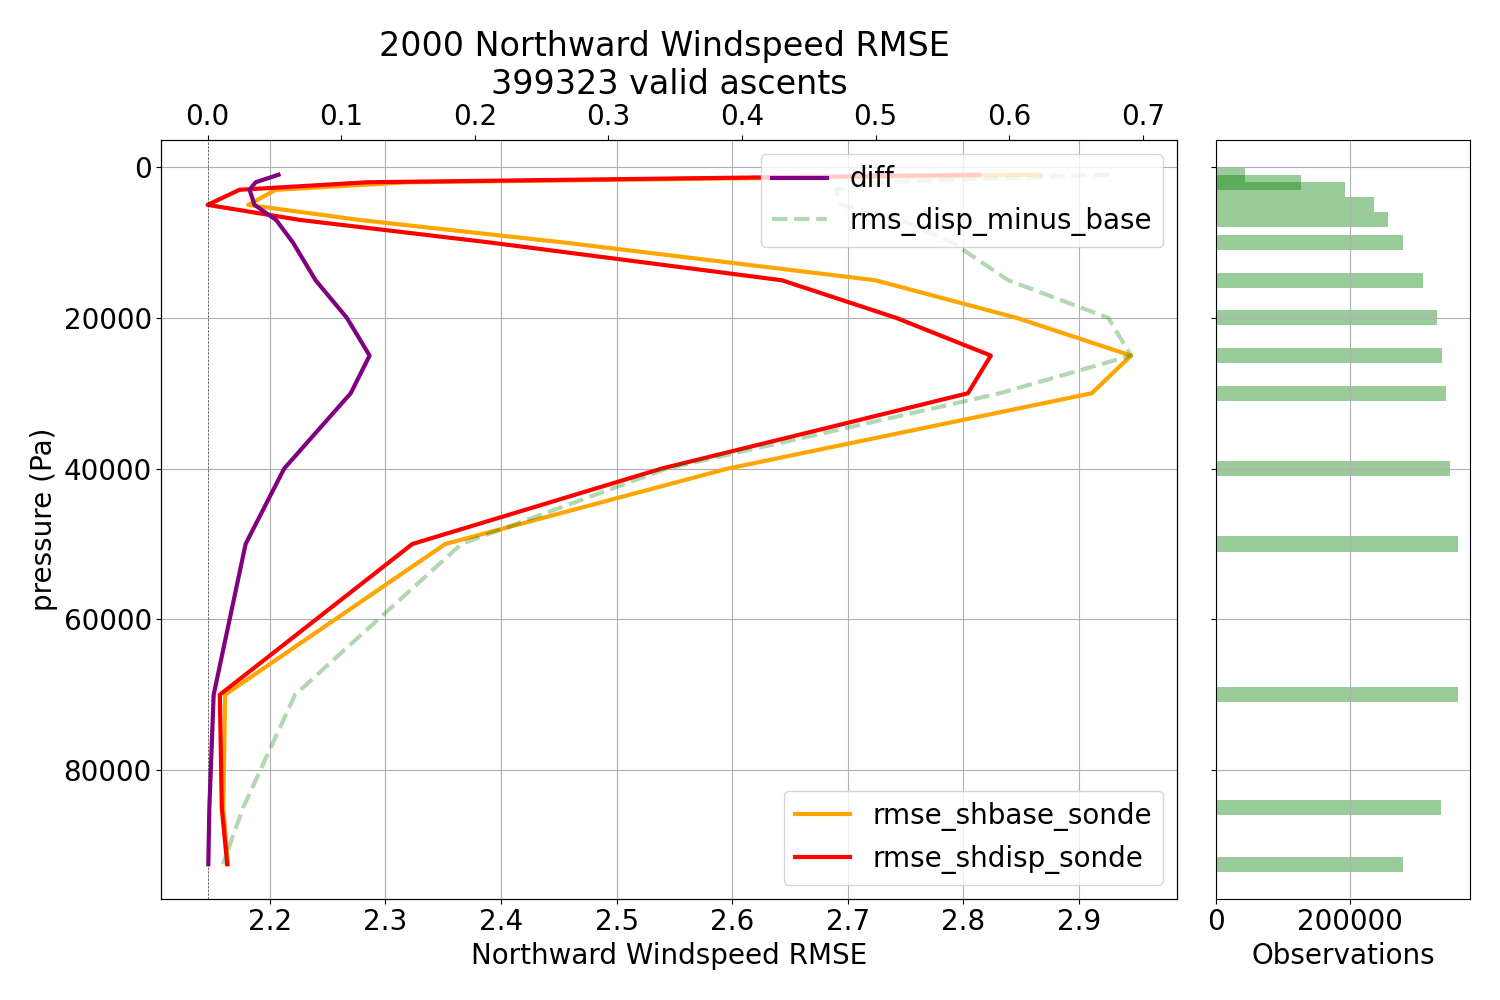 2000 Northward Windspeed RMSE
399323 valid ascents
0.0 0.1 0.2 0.3 0.4 0.5 0.6 0.7
diff
rms_disp_minus_base
0
20000
40000
60000
80000
pressure (Pa)
rmse_shbase_sonde
rmse_shdisp_sonde
2.2 2.3 2.4 2.5 2.6 2.7 2.8 2.9
Northward Windspeed RMSE
0 200000
Observations